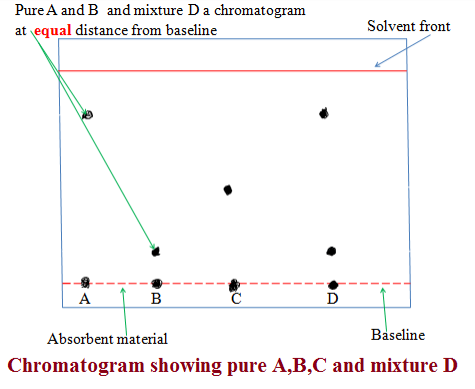 Pure A and B and mixture D a chromatogram
at equal distance from baseline
Solvent front
A B C D
Absorbent material
Baseline
Chromatogram showing pure A,B,C and mixture D